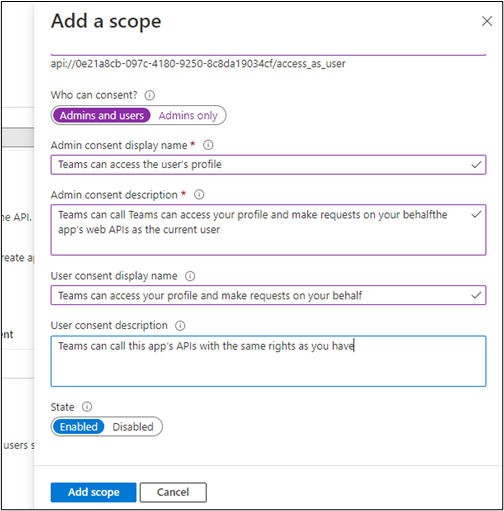 Add a scope
api://0e21a8cb-097c-4180-9250-8c8da19034cf/access_as_user
Who can consent?
Admins and users Admins only
Admin consent display name *
Teams can access the user's profile
Admin consent description *
he API.
Teams can call Teams can access your profile and make requests on your behalfthe
app's web APIs as the current user
reate ap
User consent display name
Teams can access your profile and make requests on your behalf
ent
User consent description
Teams can call this app's APIs with the same rights as you have
State
Enabled Disabled
users s
Add scope Cancel